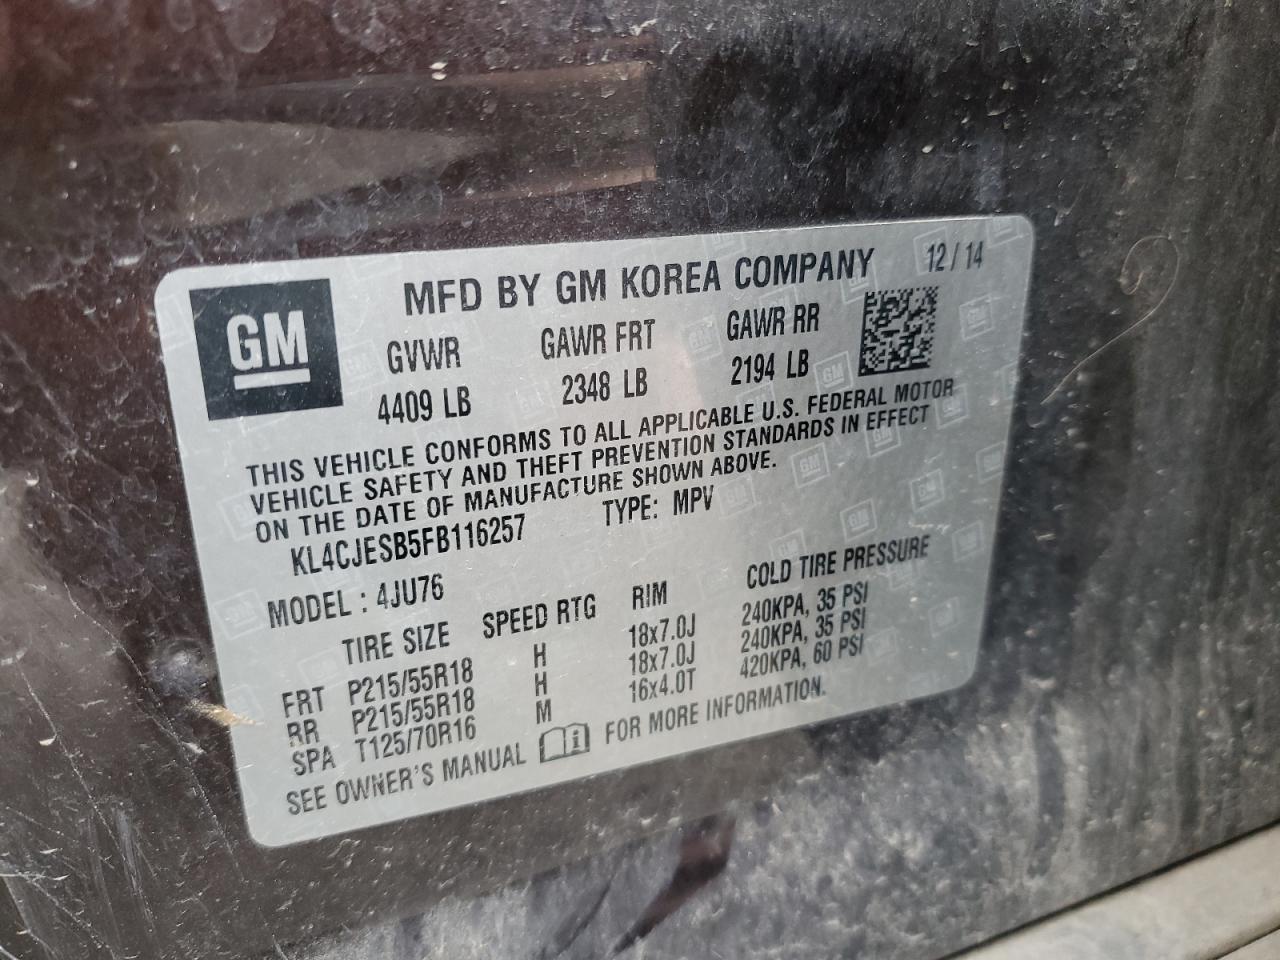 GM
MFD BY GM KOREA COMPANY 12/14
GVWR GAWR FRT GAWR RR
4409 LB 2348 LB 2194 LB
THIS VEHICLE CONFORMS TO ALL APPLICABLE U.S. FEDERAL MOTOR
VEHICLE SAFETY AND THEFT PREVENTION STANDARDS IN EFFECT
ON THE DATE OF MANUFACTURE SHOWN ABOVE.
KL4CJESB5FB116257 TYPE: MPV
MODEL : 4JU76
TIRE SIZE SPEED RTG RIM COLD TIRE PRESSURE
FRT P215/55R18 H 18x7.0J 240KPA, 35 PSI
RR P215/55R18 H 18x7.0J 240KPA, 35 PSI
SPA T125/70R16 M 16x4.0T 420KPA, 60 PSI
SEE OWNER'S MANUAL i FOR MORE INFORMATION.